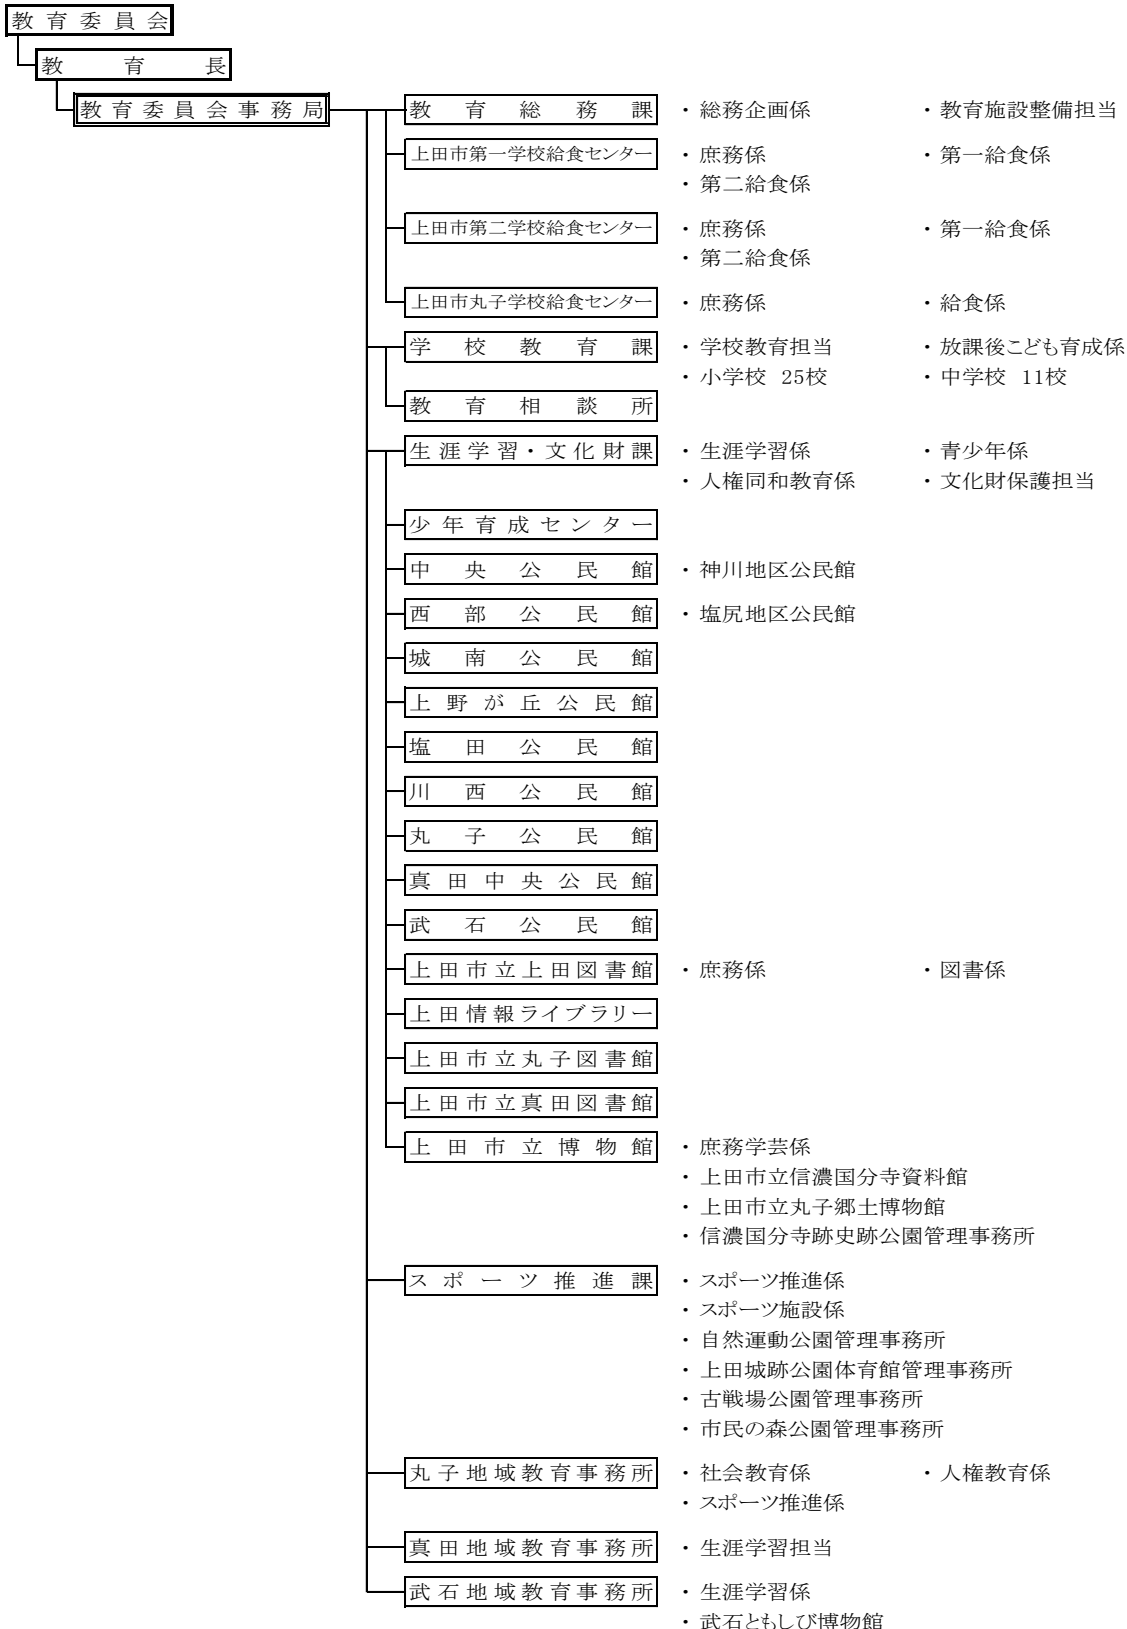 教育委員会
教育長
教育委員会事務局 教育総務課 ・総務企画係 ・教育施設整備担当
上田市第一学校給食センター ・庶務係 ・第一給食係
・第二給食係
上田市第二学校給食センター ・庶務係 ・第一給食係
・第二給食係
上田市丸子学校給食センター ・庶務係 ・給食係
学校教育課 ・学校教育担当 ・放課後こども育成係
・小学校 25校 ・中学校 11校
教育相談所
生涯学習・文化財課 ・生涯学習係 ・青少年係
・人権同和教育係 ・文化財保護担当
少年育成センター
中央公民館 ・神川地区公民館
西部公民館 ・塩尻地区公民館
城南公民館
上野が丘公民館
塩田公民館
川西公民館
丸子公民館
真田中央公民館
武石公民館
上田市立上田図書館 ・庶務係 ・図書係
上田情報ライブラリー
上田市立丸子図書館
上田市立真田図書館
上田市立博物館 ・庶務学芸係
・上田市立信濃国分寺資料館
・上田市立丸子郷土博物館
・信濃国分寺跡史跡公園管理事務所
スポーツ推進課 ・スポーツ推進係
・スポーツ施設係
・自然運動公園管理事務所
・上田城跡公園体育館管理事務所
・古戦場公園管理事務所
・市民の森公園管理事務所
丸子地域教育事務所 ・社会教育係 ・人権教育係
・スポーツ推進係
真田地域教育事務所 ・生涯学習担当
武石地域教育事務所 ・生涯学習係
・武石ともしび博物館